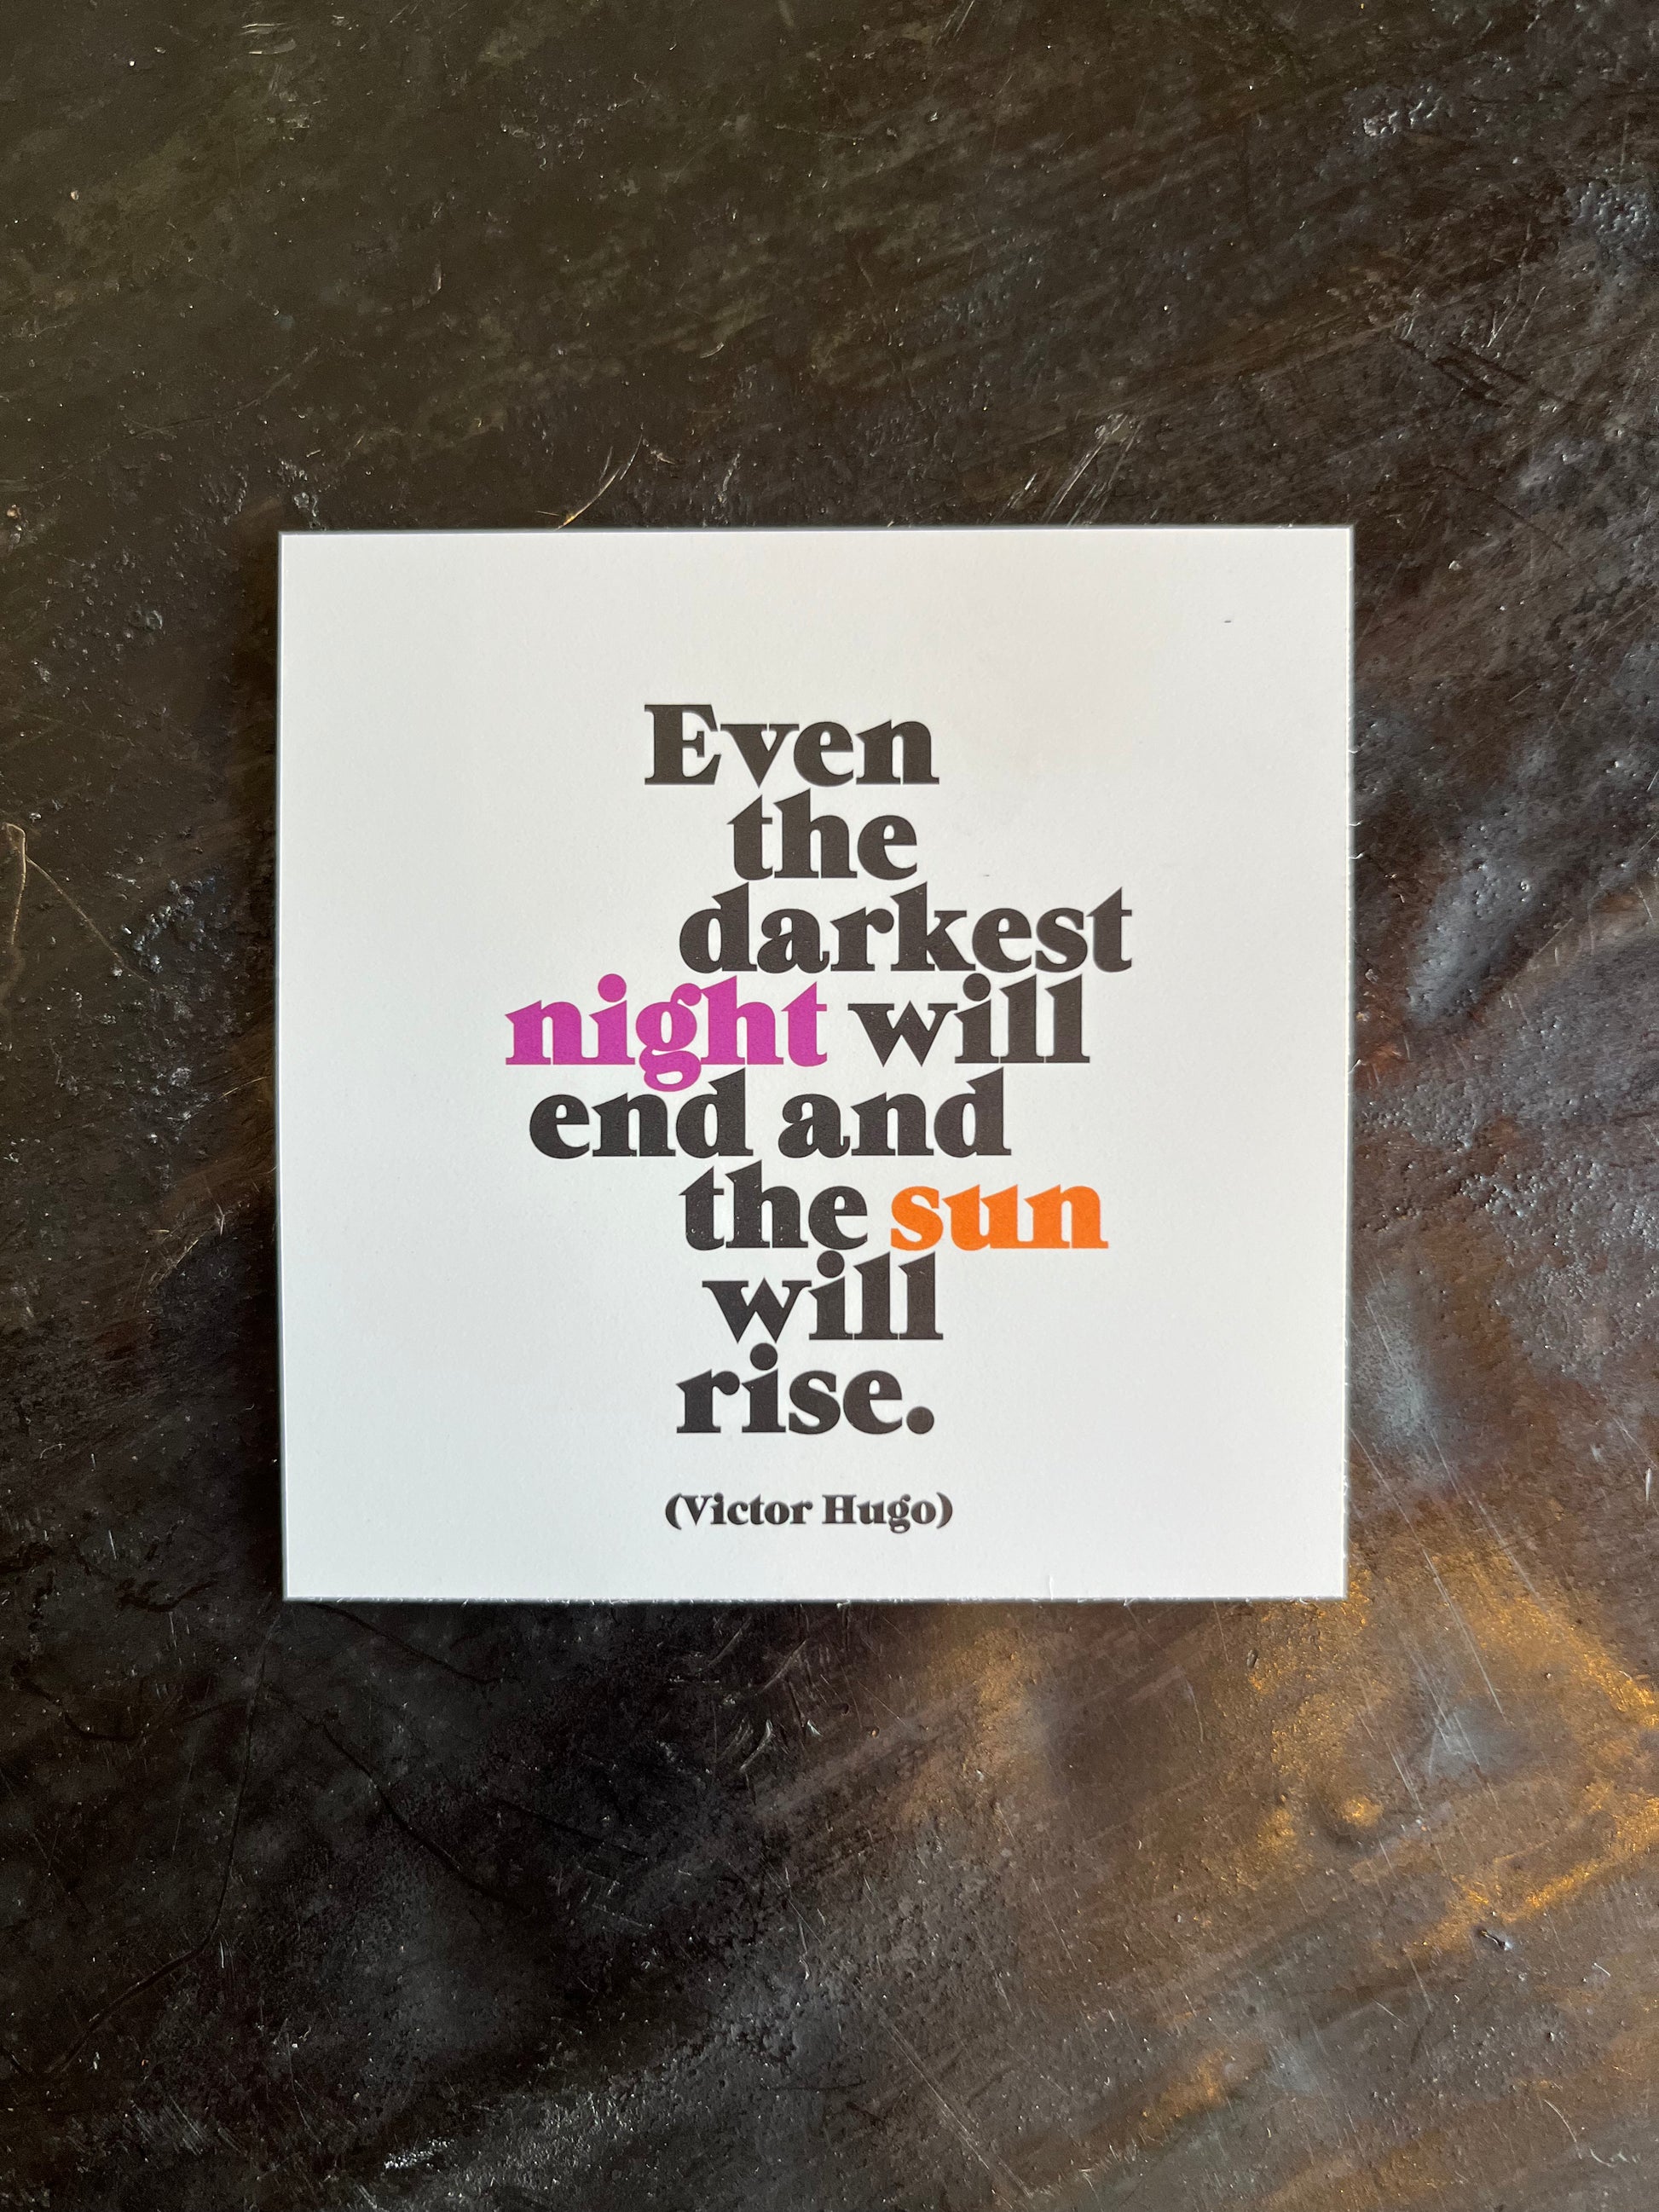 Even
the
darkest
night will
end and
the sun
will
rise.
(Victor Hugo)